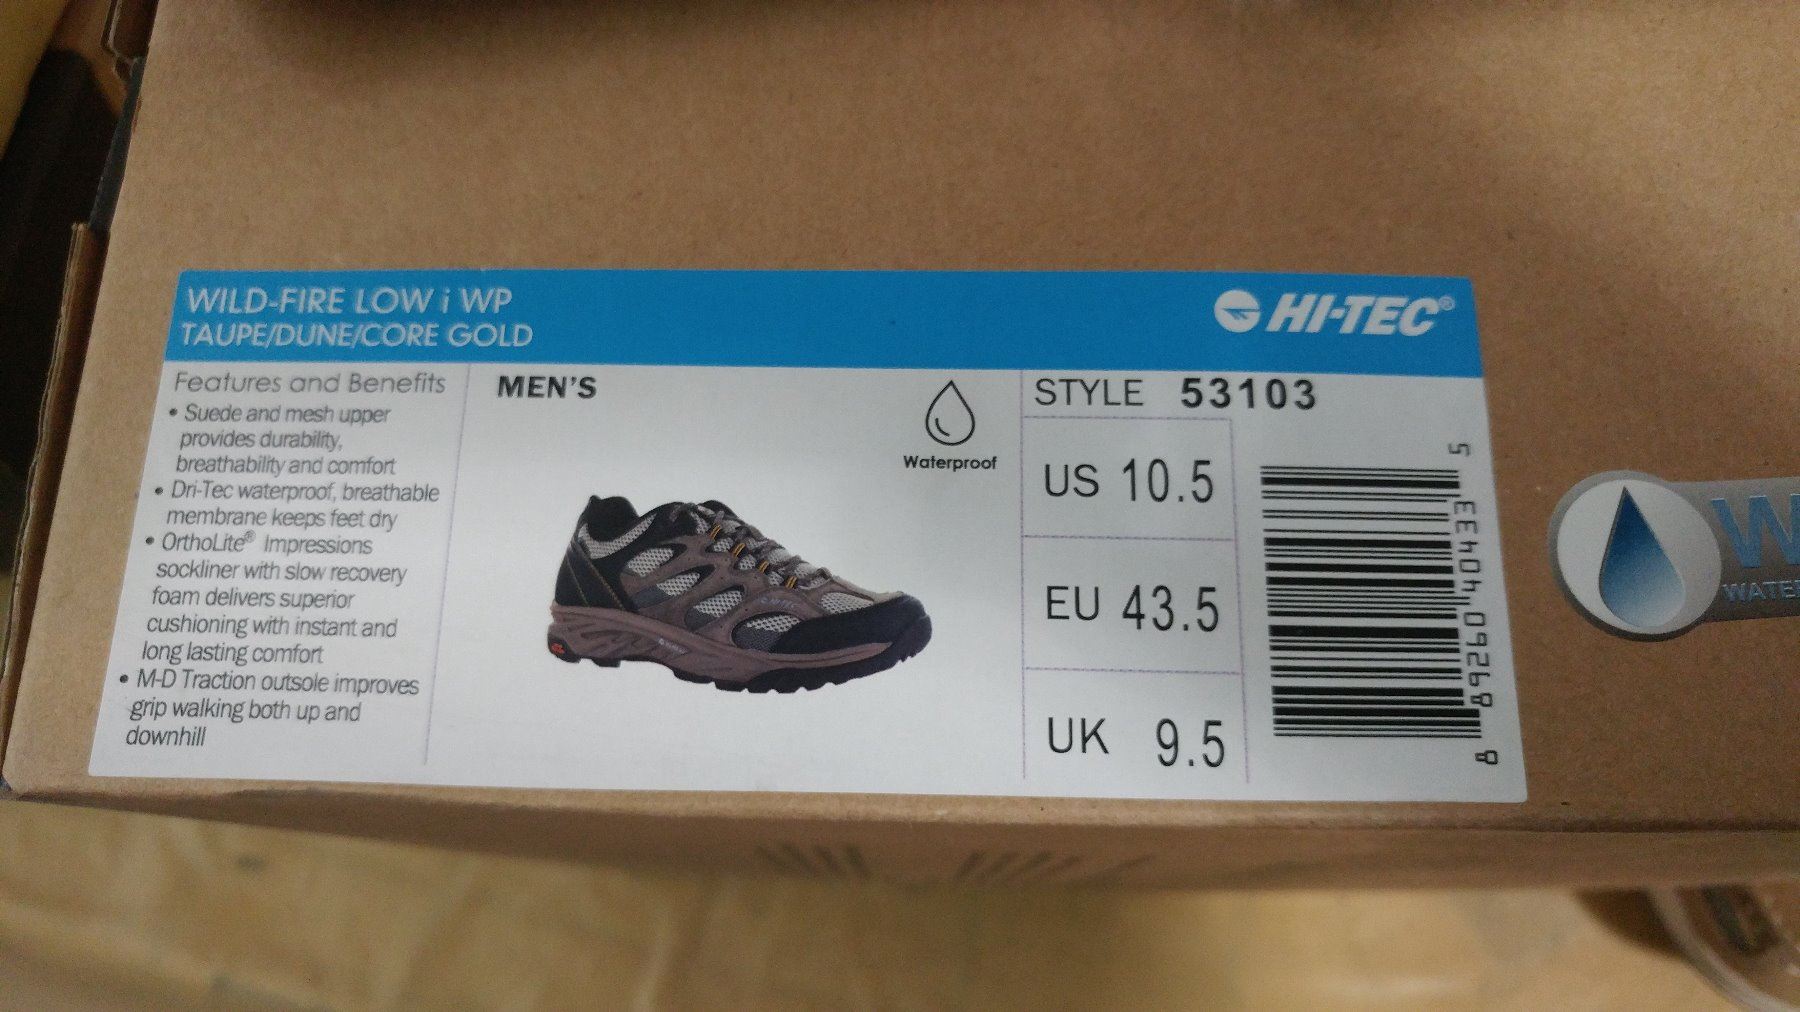 WILD-FIRE LOW i WP
TAUPE/DUNE/CORE GOLD
HI-TEC®
Features and Benefits
• Suede and mesh upper
provides durability,
breathability and comfort
• Dri-Tec waterproof, breathable
membrane keeps feet dry
• OrthoLite® Impressions
sockliner with slow recovery
foam delivers superior
cushioning with instant and
long lasting comfort
• M-D Traction outsole improves
grip walking both up and
downhill
MEN'S
Waterproof
STYLE 53103
US 10.5
EU 43.5
UK 9.5